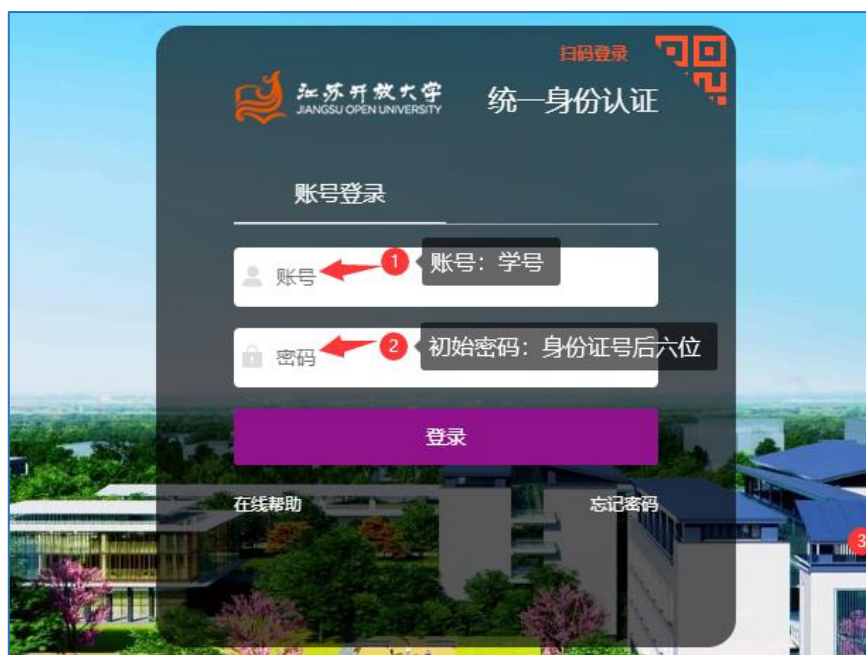 扫码登录
江苏开放大学
JIANGSU OPEN UNIVERSITY
统一身份认证
账号登录
账号
1
账号：学号
密码
2
初始密码：身份证号后六位
登录
在线帮助
忘记密码
3